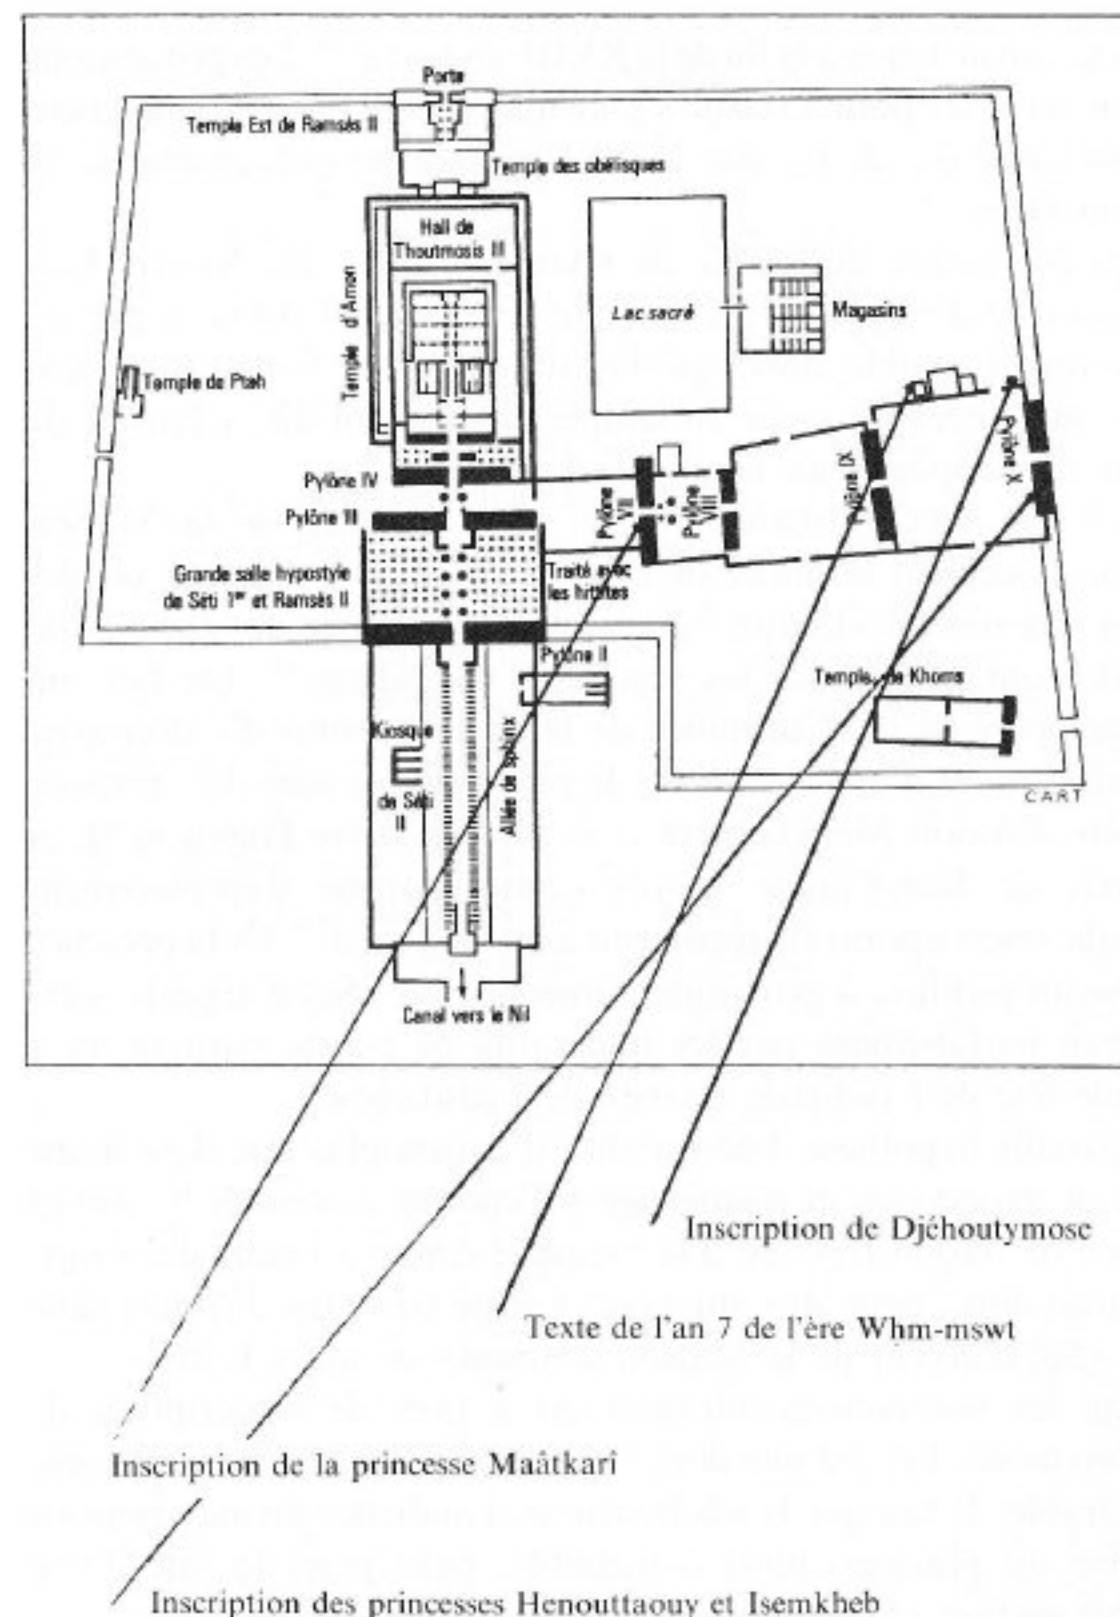 Porte
Temple Est de Ramsès II
Temple des obélisques
Hall de
Thoutmosis III
Temple d'Amon
Lac sacré
Magasins
Temple de Ptah
Pylône IV
Pylône III
Pylône VII
Pylône VIII
Pylône IX
Pylône X
Grande salle hypostyle
de Séti 1er et Ramsès II
Traité avec
les hittites
Pylône II
Temple de Khoms
Kiosque
de Séti
II
Allée de sphinx
CART
Canal vers le Nil
Inscription de Djéhoutymose
Texte de l'an 7 de l'ère Whm-mswt
Inscription de la princesse Maâtkarî
Inscription des princesses Henouttaouy et Isemkheb